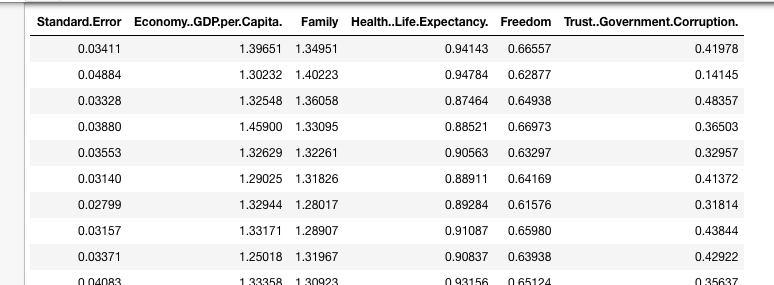 Standard.Error Economy..GDP.per.Capita. Family Health..Life.Expectancy. Freedom Trust..Government.Corruption.
0.03411 1.39651 1.34951 0.94143 0.66557 0.41978
0.04884 1.30232 1.40223 0.94784 0.62877 0.14145
0.03328 1.32548 1.36058 0.87464 0.64938 0.48357
0.03880 1.45900 1.33095 0.88521 0.66973 0.36503
0.03553 1.32629 1.32261 0.90563 0.63297 0.32957
0.03140 1.29025 1.31826 0.88911 0.64169 0.41372
0.02799 1.32944 1.28017 0.89284 0.61576 0.31814
0.03157 1.33171 1.28907 0.91087 0.65980 0.43844
0.03371 1.25018 1.31967 0.90837 0.63938 0.42922
0.04083 1.33358 1.30923 0.93156 0.65124 0.35637